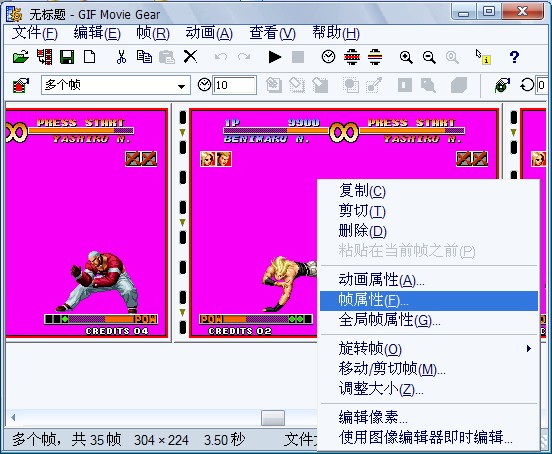 无标题 - GIF Movie Gear
文件(F) 编辑(E) 帧(R) 动画(A) 查看(V) 帮助(H)
多个帧 10 0
PRESS START
YASHIRO N.
CREDITS 04
1P 9900 PRESS START
BENIMARU N. YASHIRO N.
POW
CREDITS 02
复制(C)
剪切(T)
删除(D)
粘贴在当前帧之前(P)
动画属性(A)...
帧属性(F)...
全局帧属性(G)...
旋转帧(O)
移动/剪切帧(M)...
调整大小(Z)...
编辑像素...
使用图像编辑器即时编辑...
多个帧，共 35 帧 304 × 224 3.50 秒 文件大